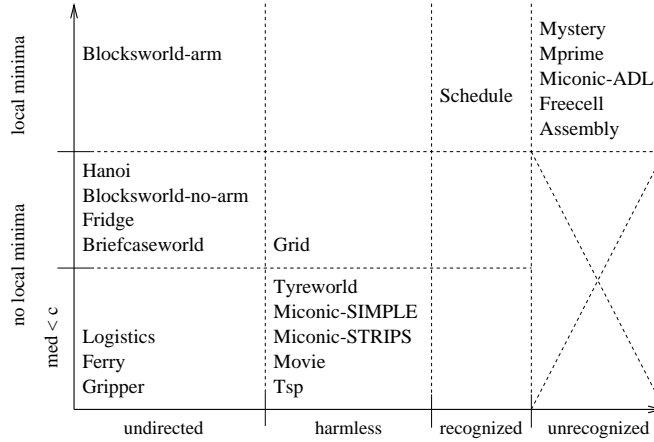 local minima
Blocksworld-arm
Schedule
Mystery
Mprime
Miconic-ADL
Freecell
Assembly
no local minima
Hanoi
Blocksworld-no-arm
Fridge
Briefcaseworld
Grid
med < c
Logistics
Ferry
Gripper
Tyreworld
Miconic-SIMPLE
Miconic-STRIPS
Movie
Tsp
undirected
harmless
recognized
unrecognized